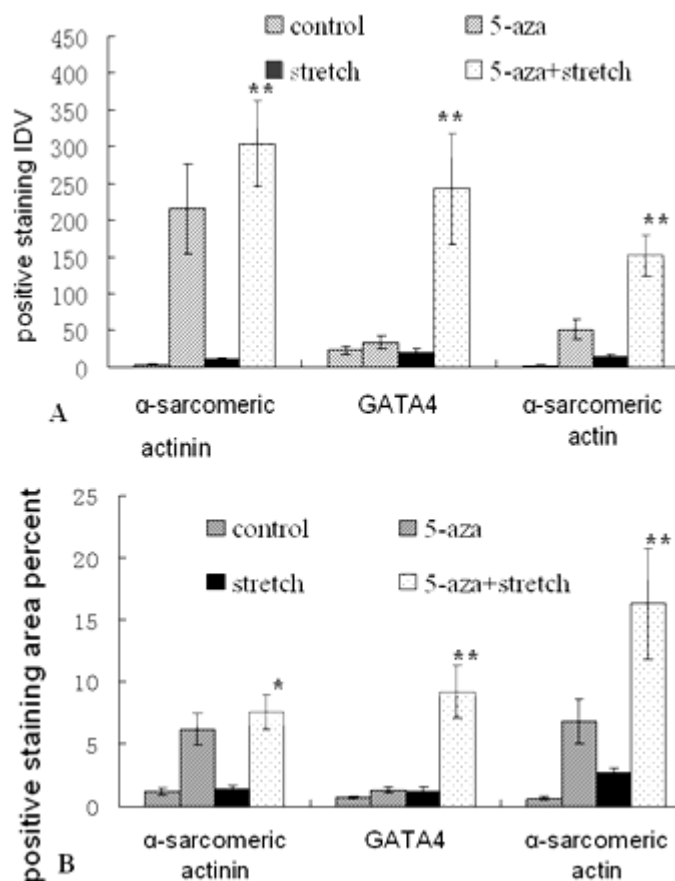 control 5-aza
stretch 5-aza+stretch
450
400
350
300
250
200
150
100
50
0
positive staining IDV
** ** **
α-sarcomeric GATA4 α-sarcomeric
actinin actin
A
25
20
15
10
5
0
positive staining area percent
control 5-aza
stretch 5-aza+stretch
* ** **
α-sarcomeric GATA4 α-sarcomeric
actinin actin
B